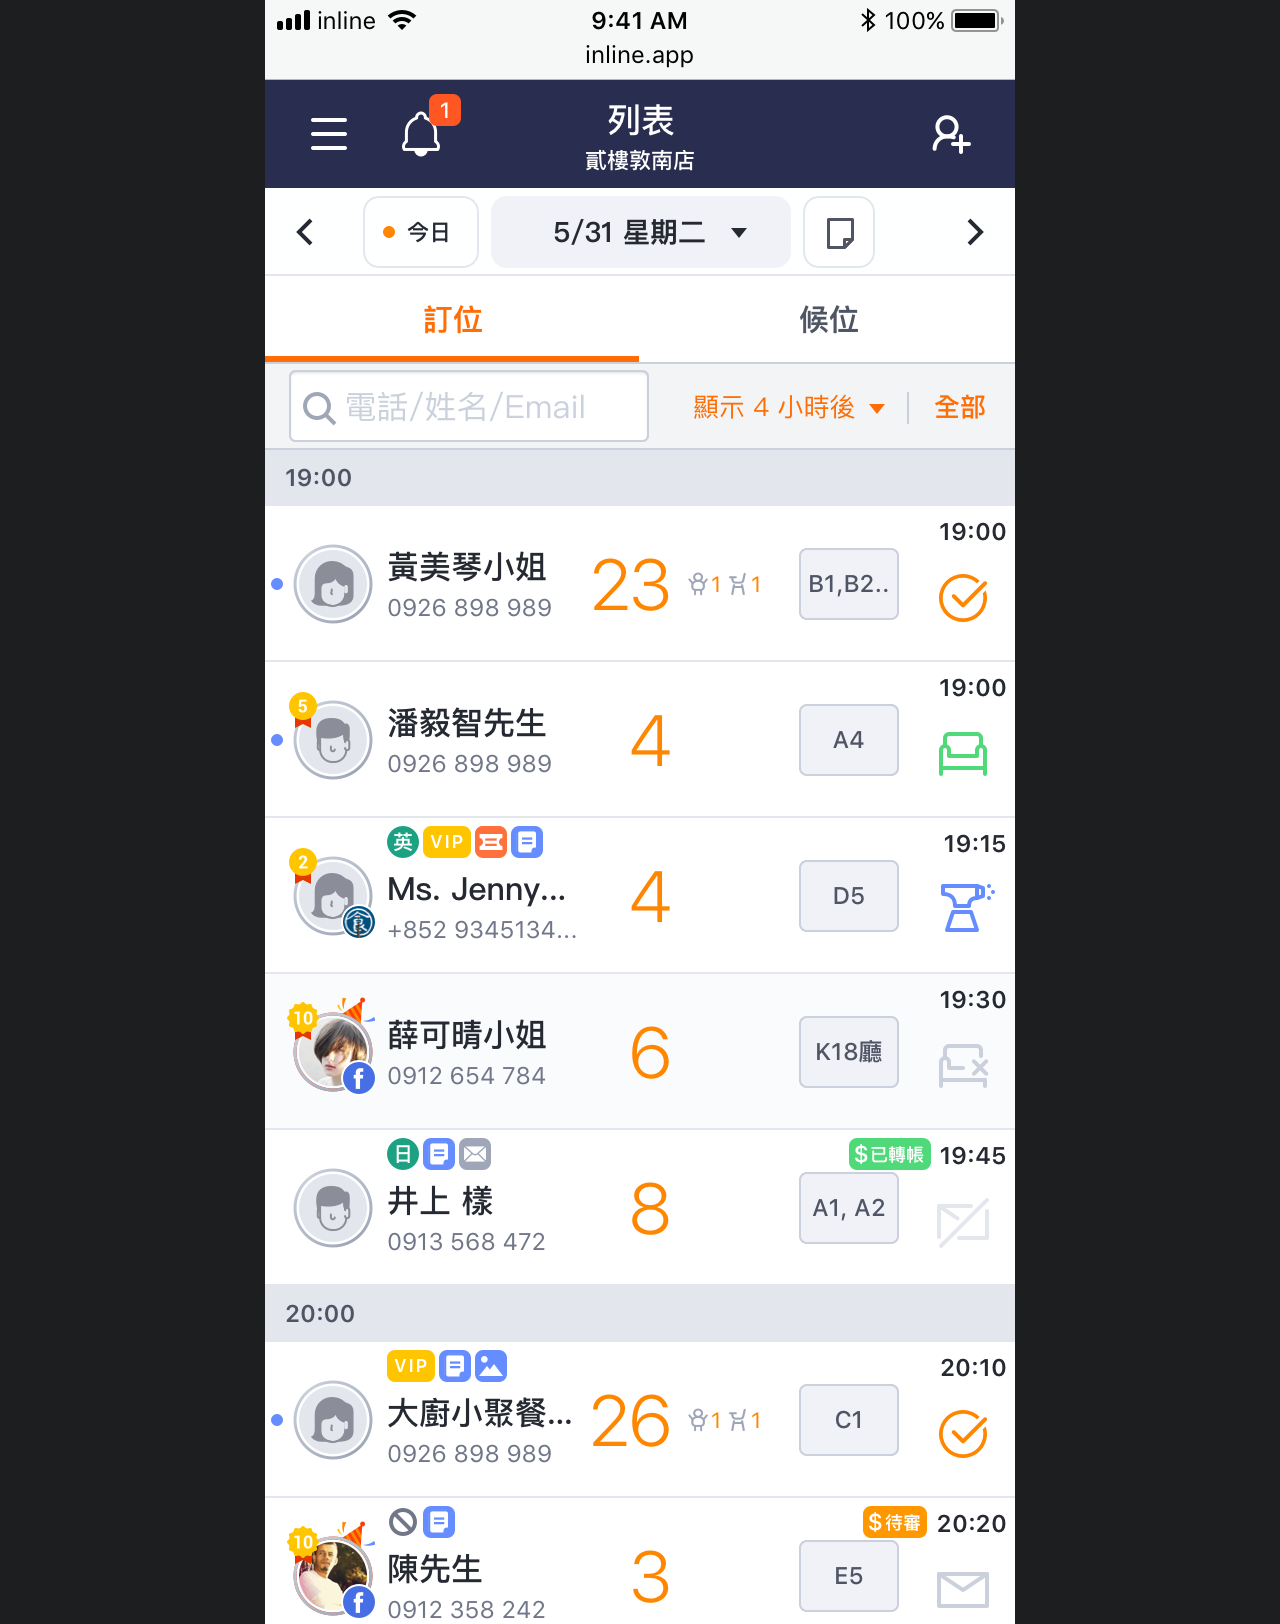 inline 9:41 AM 100%
inline.app
1
列表
貳樓敦南店
今日 5/31 星期二
訂位 候位
電話/姓名/Email 顯示 4 小時後 全部
19:00
19:00
黃美琴小姐 23 1 1 B1,B2..
0926 898 989
19:00
5
潘毅智先生 4 A4
0926 898 989
英 VIP 19:15
2
Ms. Jenny... 4 D5
食
+852 9345134...
19:30
10
薛可晴小姐 6 K18廳
f
0912 654 784
日 $已轉帳 19:45
井上 樣 8 A1, A2
0913 568 472
20:00
VIP 20:10
大廚小聚餐... 26 1 1 C1
0926 898 989
$待審 20:20
10
陳先生 3 E5
f
0912 358 242